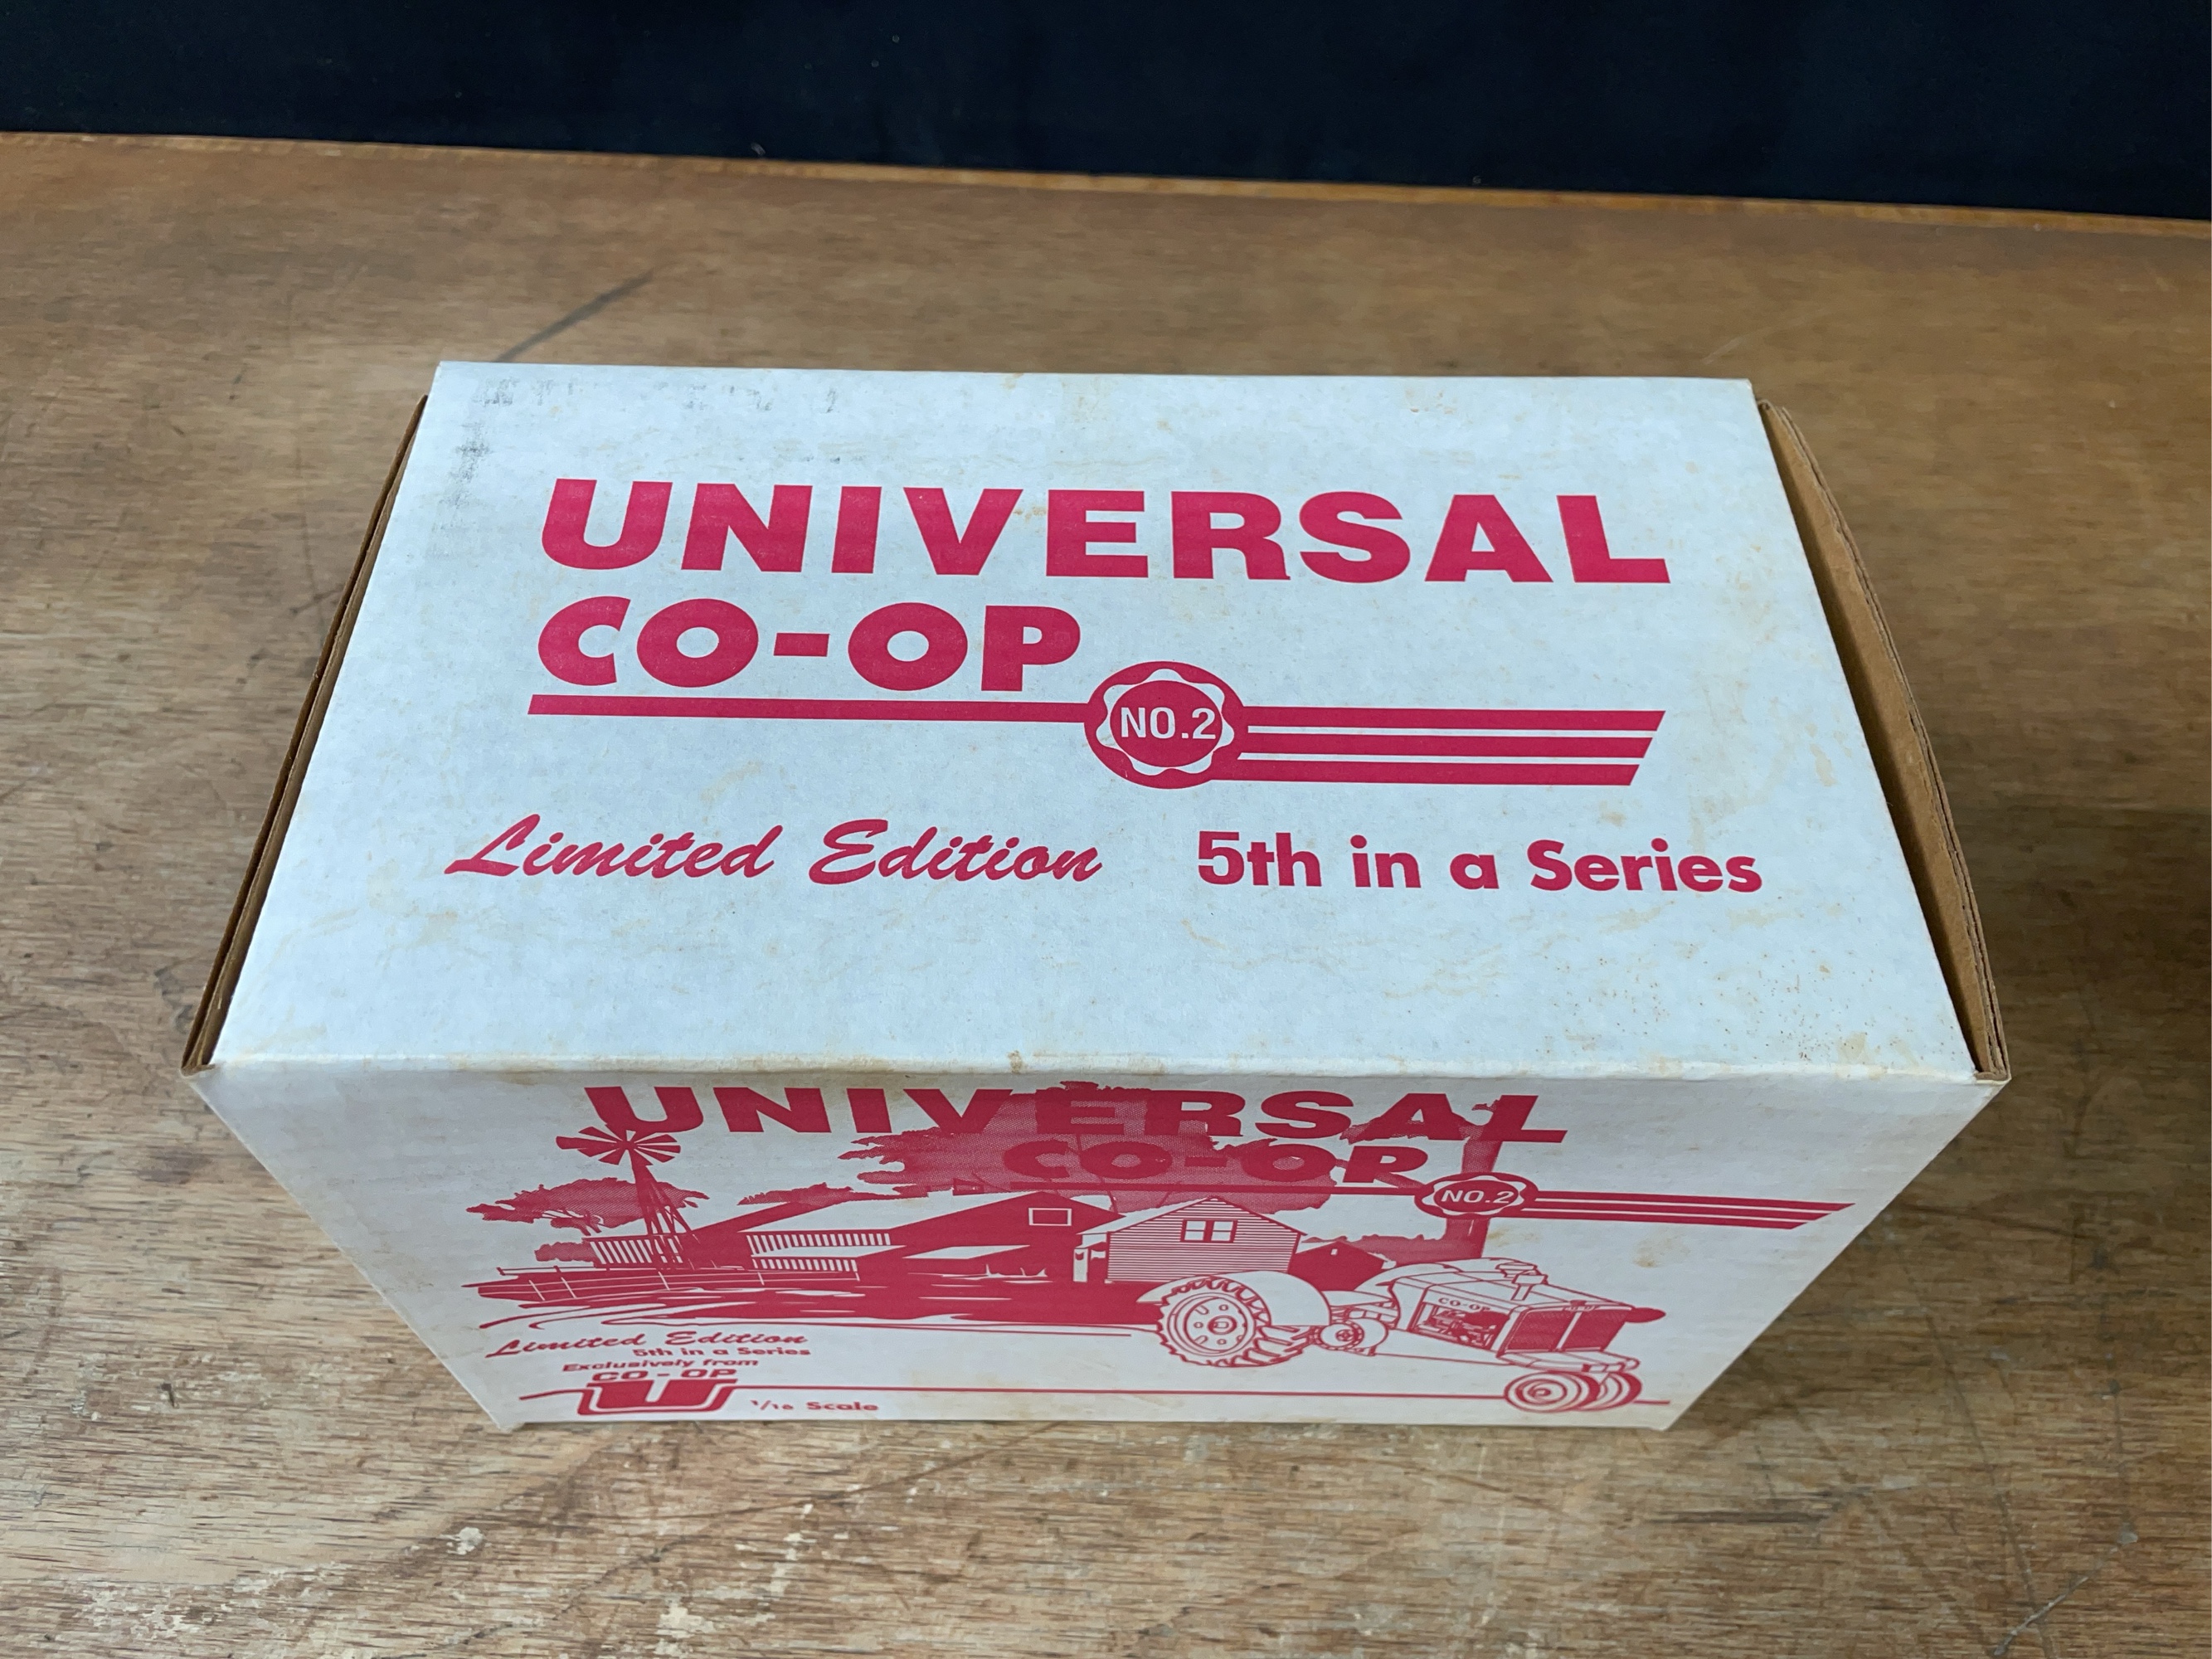 UNIVERSAL
CO-OP
NO.2
Limited Edition 5th in a Series
UNIVERSAL
CO-OP
NO.2
CO-OP
Limited Edition
5th in a Series
Exclusively from
CO-OP
U
1/16 Scale